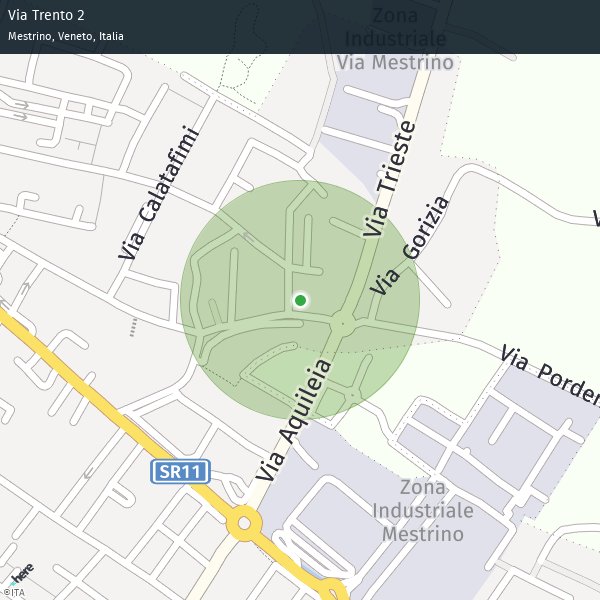 Via Trento 2
Mestrino, Veneto, Italia
Zona
Industriale
Via Mestrino
Via Calatafimi
Via Trieste
Via Gorizia
V
Via Porden
Via Aquileia
SR11
Zona
Industriale
Mestrino
here
©ITA